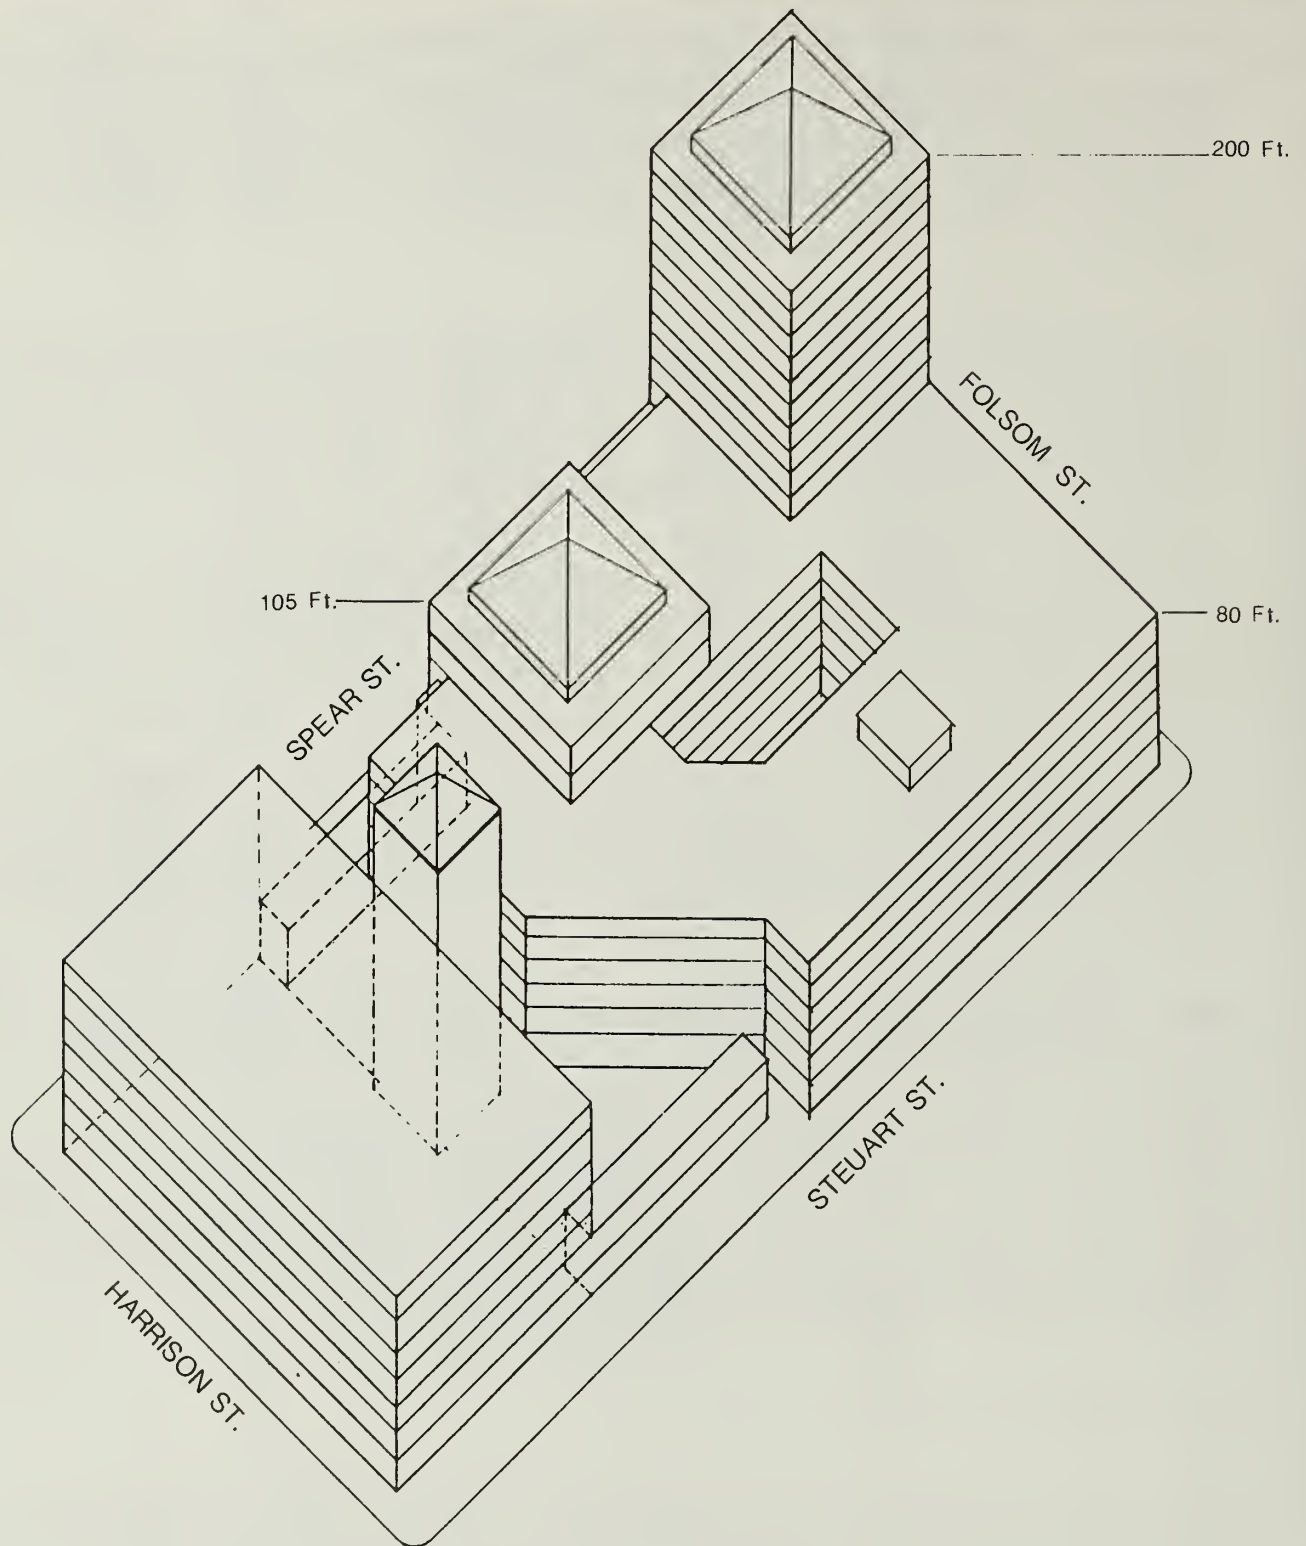 200 Ft.
FOLSOM ST.
105 Ft.
80 Ft.
SPEAR ST.
STEUART ST.
HARRISON ST.